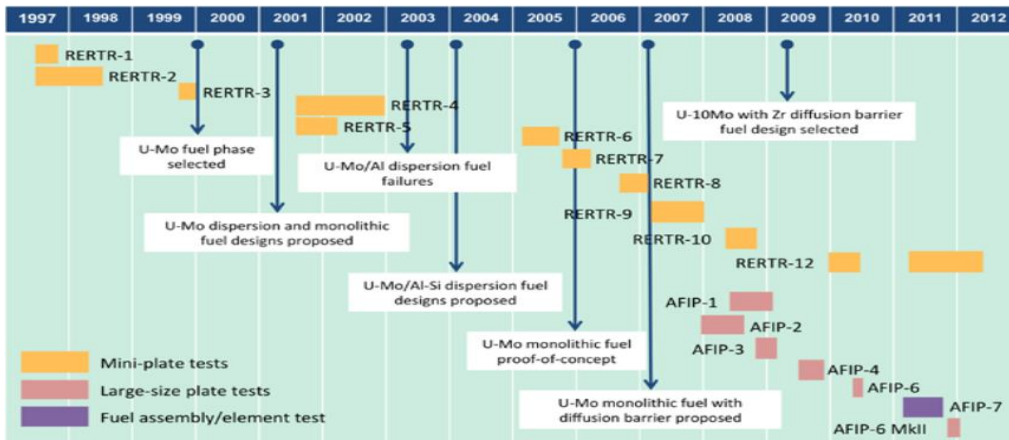 1997 1998 1999 2000 2001 2002 2003 2004 2005 2006 2007 2008 2009 2010 2011 2012
RERTR-1
RERTR-2
RERTR-3
RERTR-4
RERTR-5
RERTR-6
RERTR-7
RERTR-8
RERTR-9
RERTR-10
RERTR-12
U-Mo fuel phase
selected
U-Mo dispersion and monolithic
fuel designs proposed
U-Mo/Al dispersion fuel
failures
U-Mo/Al-Si dispersion fuel
designs proposed
U-Mo monolithic fuel
proof-of-concept
U-Mo monolithic fuel with
diffusion barrier proposed
U-10Mo with Zr diffusion barrier
fuel design selected
AFIP-1
AFIP-2
AFIP-3
AFIP-4
AFIP-6
AFIP-7
AFIP-6 MkII
Mini-plate tests
Large-size plate tests
Fuel assembly/element test